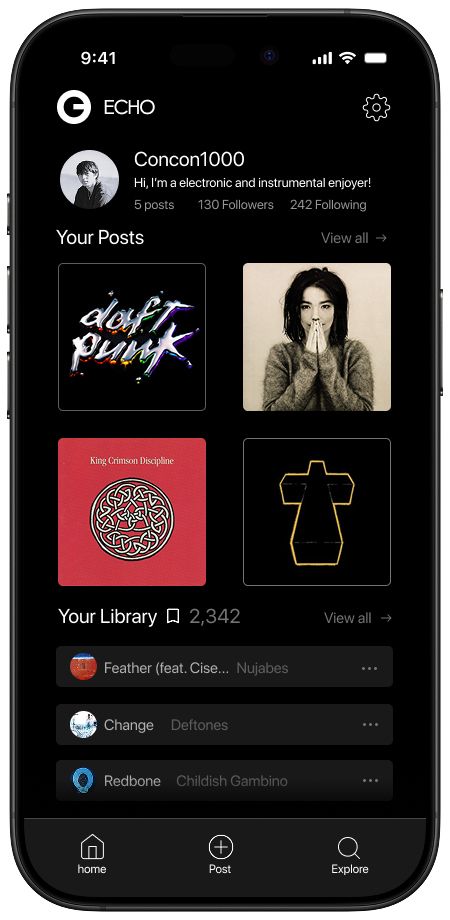 9:41
ECHO
Concon1000
Hi, I'm a electronic and instrumental enjoyer!
5 posts 130 Followers 242 Following
Your Posts View all →
daft punk
King Crimson Discipline
Your Library 2,342 View all →
Feather (feat. Cise... Nujabes ...
Change Deftones ...
Redbone Childish Gambino ...
home Post Explore